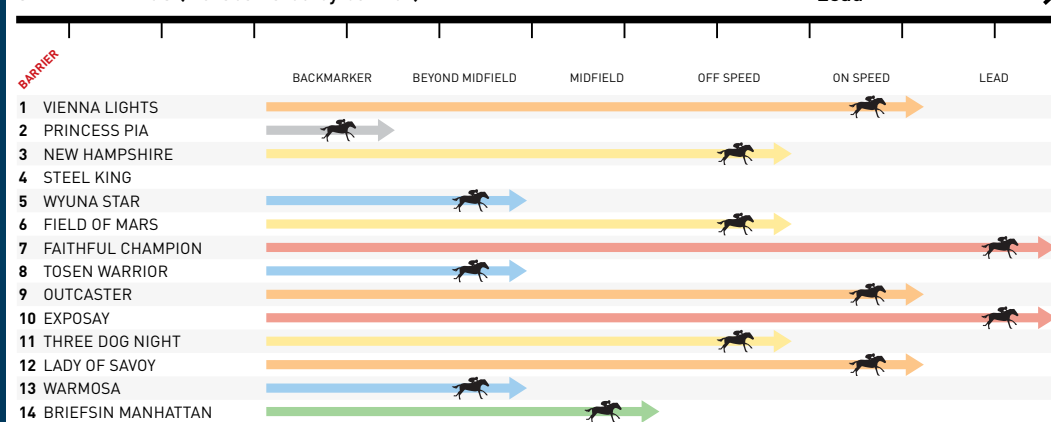 BARRIER
BACKMARKER BEYOND MIDFIELD MIDFIELD OFF SPEED ON SPEED LEAD
1 VIENNA LIGHTS
2 PRINCESS PIA
3 NEW HAMPSHIRE
4 STEEL KING
5 WYUNA STAR
6 FIELD OF MARS
7 FAITHFUL CHAMPION
8 TOSEN WARRIOR
9 OUTCASTER
10 EXPOSAY
11 THREE DOG NIGHT
12 LADY OF SAVOY
13 WARMOSA
14 BRIEFSIN MANHATTAN